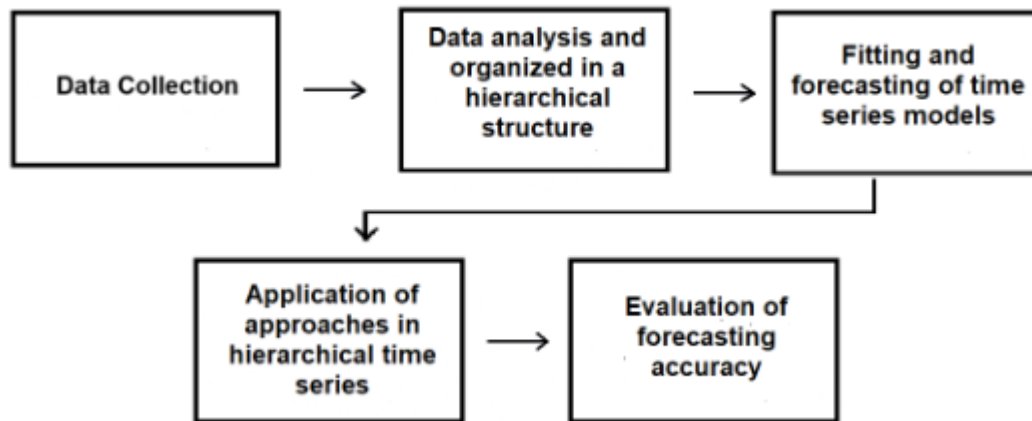 Data Collection
Data analysis and
organized in a
hierarchical
structure
Fitting and
forecasting of time
series models
Application of
approaches in
hierarchical time
series
Evaluation of
forecasting
accuracy